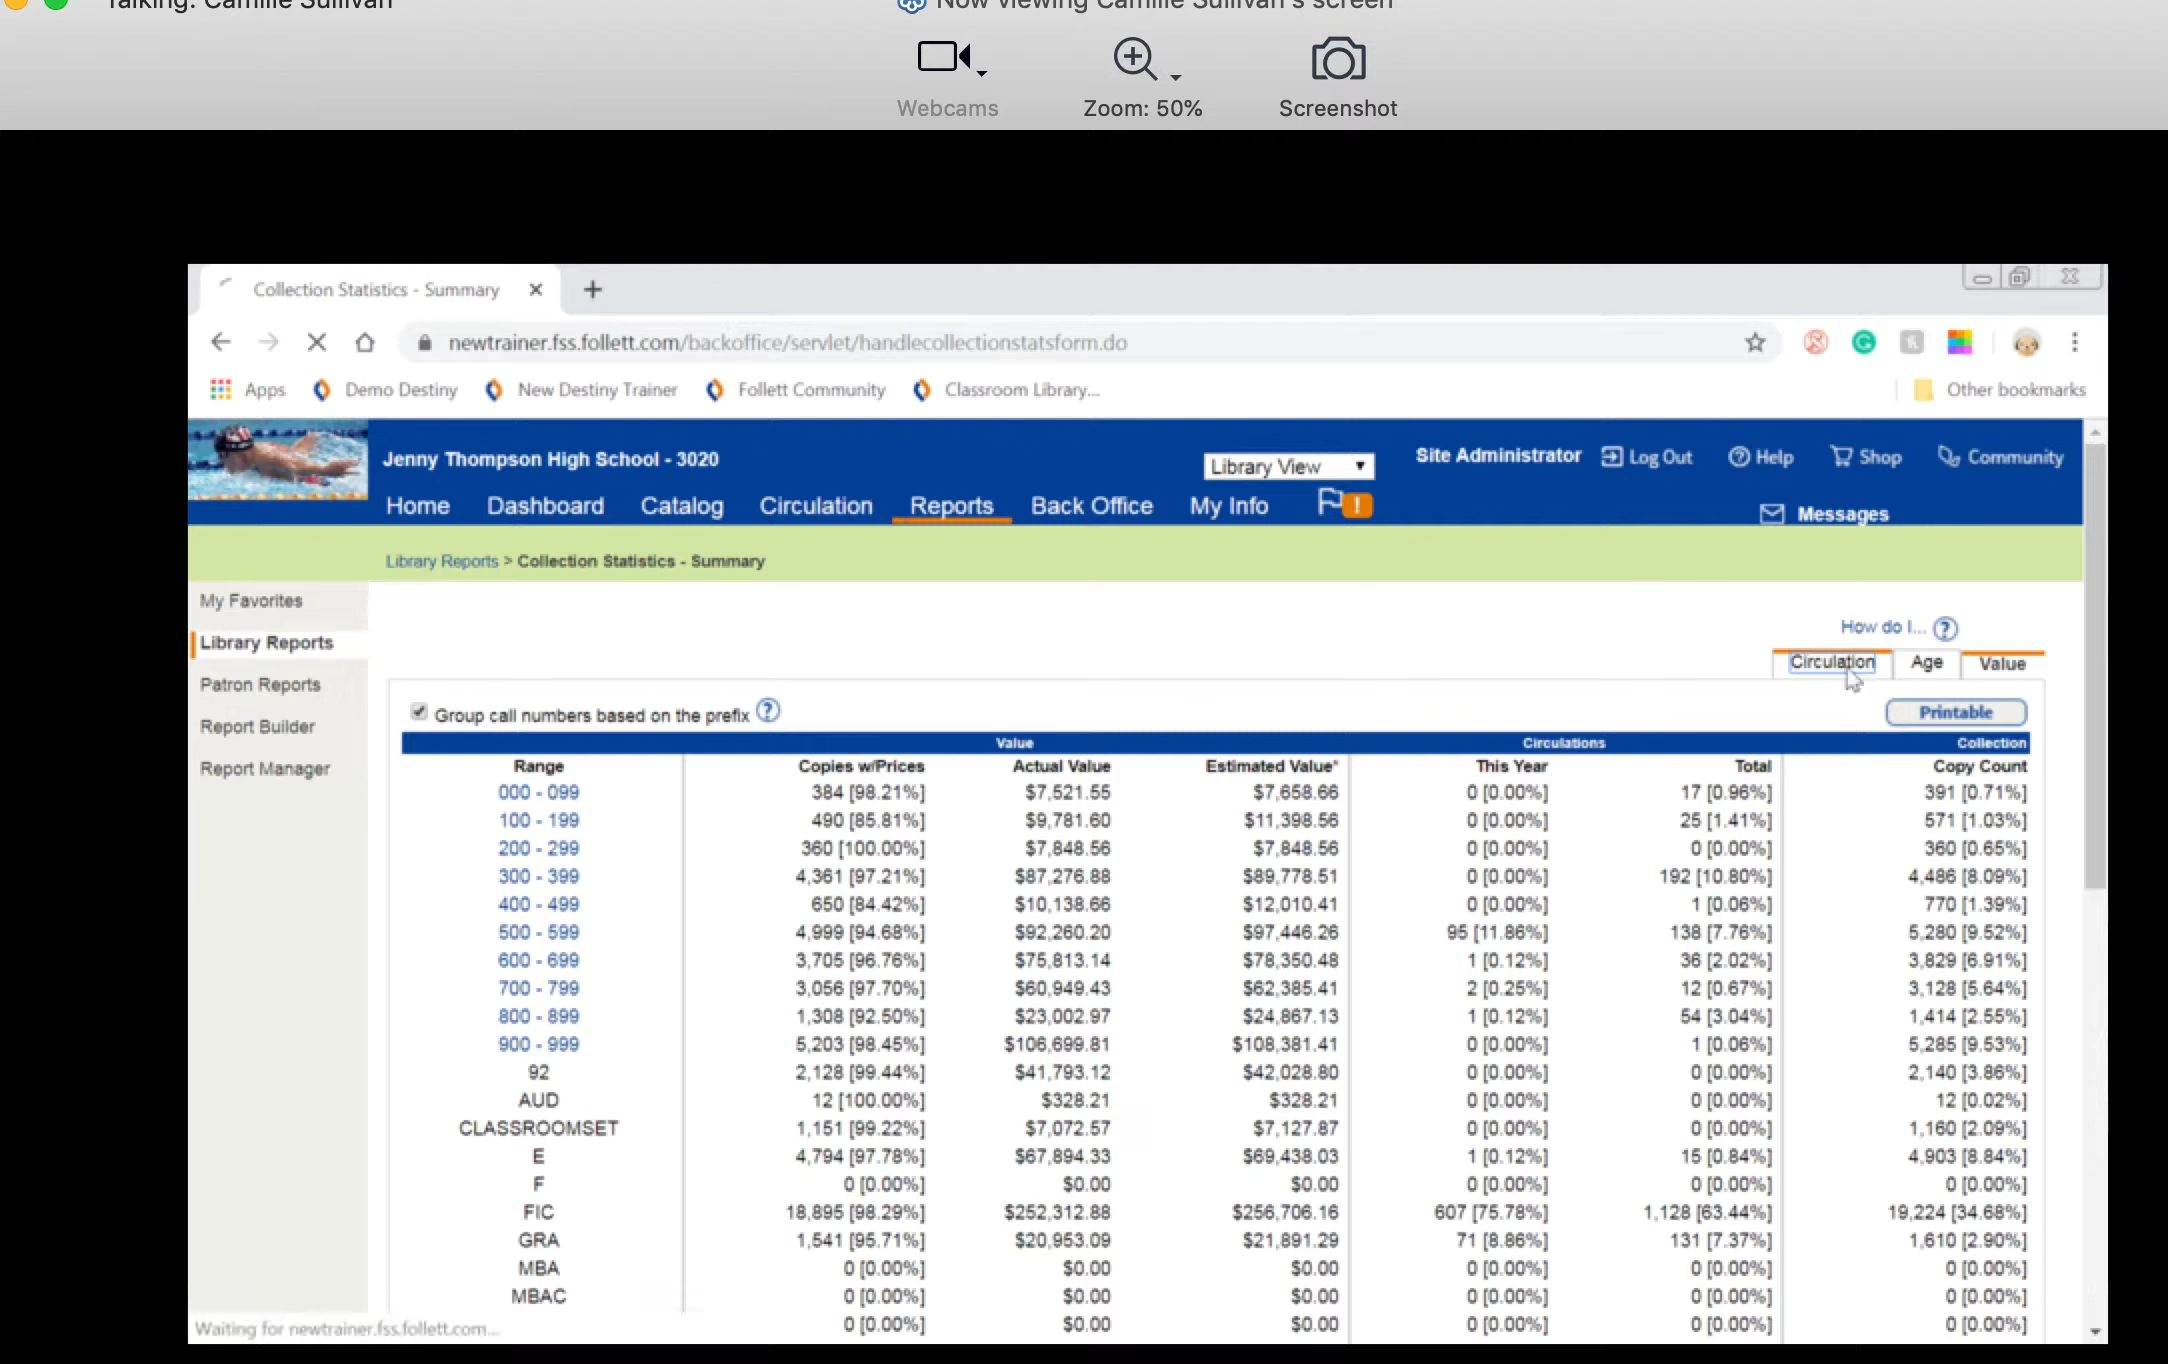 Talking: Camille Sullivan
Now viewing Camille Sullivan's screen
Webcams
Zoom: 50%
Screenshot
Collection Statistics - Summary
newtrainer.fss.follett.com/backoffice/servlet/handlecollectionstatsform.do
Apps Demo Destiny New Destiny Trainer Follett Community Classroom Library... Other bookmarks
Jenny Thompson High School - 3020
Library View
Site Administrator Log Out Help Shop Community
Home Dashboard Catalog Circulation Reports Back Office My Info !
Messages
Library Reports > Collection Statistics - Summary
My Favorites
Library Reports
Patron Reports
Report Builder
Report Manager
How do I... ?
Circulation Age Value
Group call numbers based on the prefix ?
Printable
Value Circulations Collection
Range Copies w/Prices Actual Value Estimated Value* This Year Total Copy Count
000 - 099 384 [98.21%] $7,521.55 $7,658.66 0 [0.00%] 17 [0.96%] 391 [0.71%]
100 - 199 490 [85.81%] $9,781.60 $11,398.56 0 [0.00%] 25 [1.41%] 571 [1.03%]
200 - 299 360 [100.00%] $7,848.56 $7,848.56 0 [0.00%] 0 [0.00%] 360 [0.65%]
300 - 399 4,361 [97.21%] $87,276.88 $89,778.51 0 [0.00%] 192 [10.80%] 4,486 [8.09%]
400 - 499 650 [84.42%] $10,138.66 $12,010.41 0 [0.00%] 1 [0.06%] 770 [1.39%]
500 - 599 4,999 [94.68%] $92,260.20 $97,446.26 95 [11.86%] 138 [7.76%] 5,280 [9.52%]
600 - 699 3,705 [96.76%] $75,813.14 $78,350.48 1 [0.12%] 36 [2.02%] 3,829 [6.91%]
700 - 799 3,056 [97.70%] $60,949.43 $62,385.41 2 [0.25%] 12 [0.67%] 3,128 [5.64%]
800 - 899 1,308 [92.50%] $23,002.97 $24,867.13 1 [0.12%] 54 [3.04%] 1,414 [2.55%]
900 - 999 5,203 [98.45%] $106,699.81 $108,381.41 0 [0.00%] 1 [0.06%] 5,285 [9.53%]
92 2,128 [99.44%] $41,793.12 $42,028.80 0 [0.00%] 0 [0.00%] 2,140 [3.86%]
AUD 12 [100.00%] $328.21 $328.21 0 [0.00%] 0 [0.00%] 12 [0.02%]
CLASSROOMSET 1,151 [99.22%] $7,072.57 $7,127.87 0 [0.00%] 0 [0.00%] 1,160 [2.09%]
E 4,794 [97.78%] $67,894.33 $69,438.03 1 [0.12%] 15 [0.84%] 4,903 [8.84%]
F 0 [0.00%] $0.00 $0.00 0 [0.00%] 0 [0.00%] 0 [0.00%]
FIC 18,895 [98.29%] $252,312.88 $256,706.16 607 [75.78%] 1,128 [63.44%] 19,224 [34.68%]
GRA 1,541 [95.71%] $20,953.09 $21,891.29 71 [8.86%] 131 [7.37%] 1,610 [2.90%]
MBA 0 [0.00%] $0.00 $0.00 0 [0.00%] 0 [0.00%] 0 [0.00%]
MBAC 0 [0.00%] $0.00 $0.00 0 [0.00%] 0 [0.00%] 0 [0.00%]
0 [0.00%] $0.00 $0.00 0 [0.00%] 0 [0.00%] 0 [0.00%]
Waiting for newtrainer.fss.follett.com...